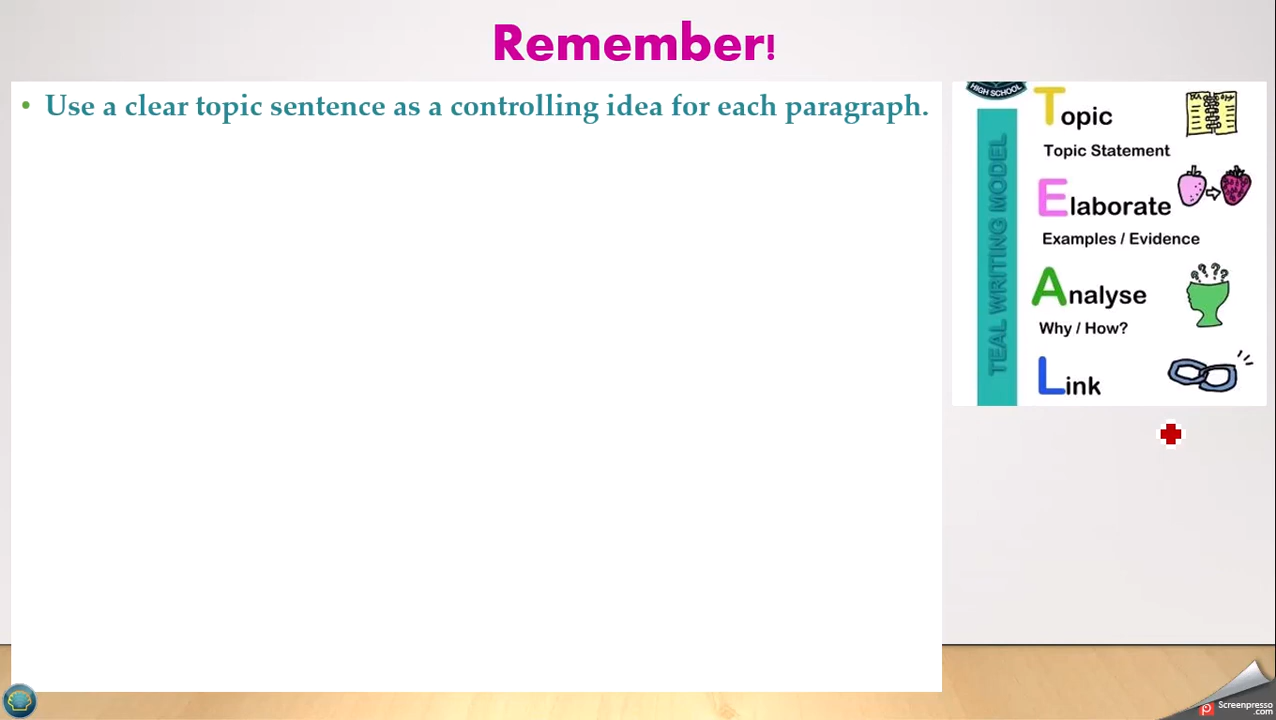 Remember!
• Use a clear topic sentence as a controlling idea for each paragraph.
HIGH SCHOOL
TEAL WRITING MODEL
Topic
Topic Statement
Elaborate
Examples / Evidence
Analyse
Why / How?
Link
Screenpresso
.com